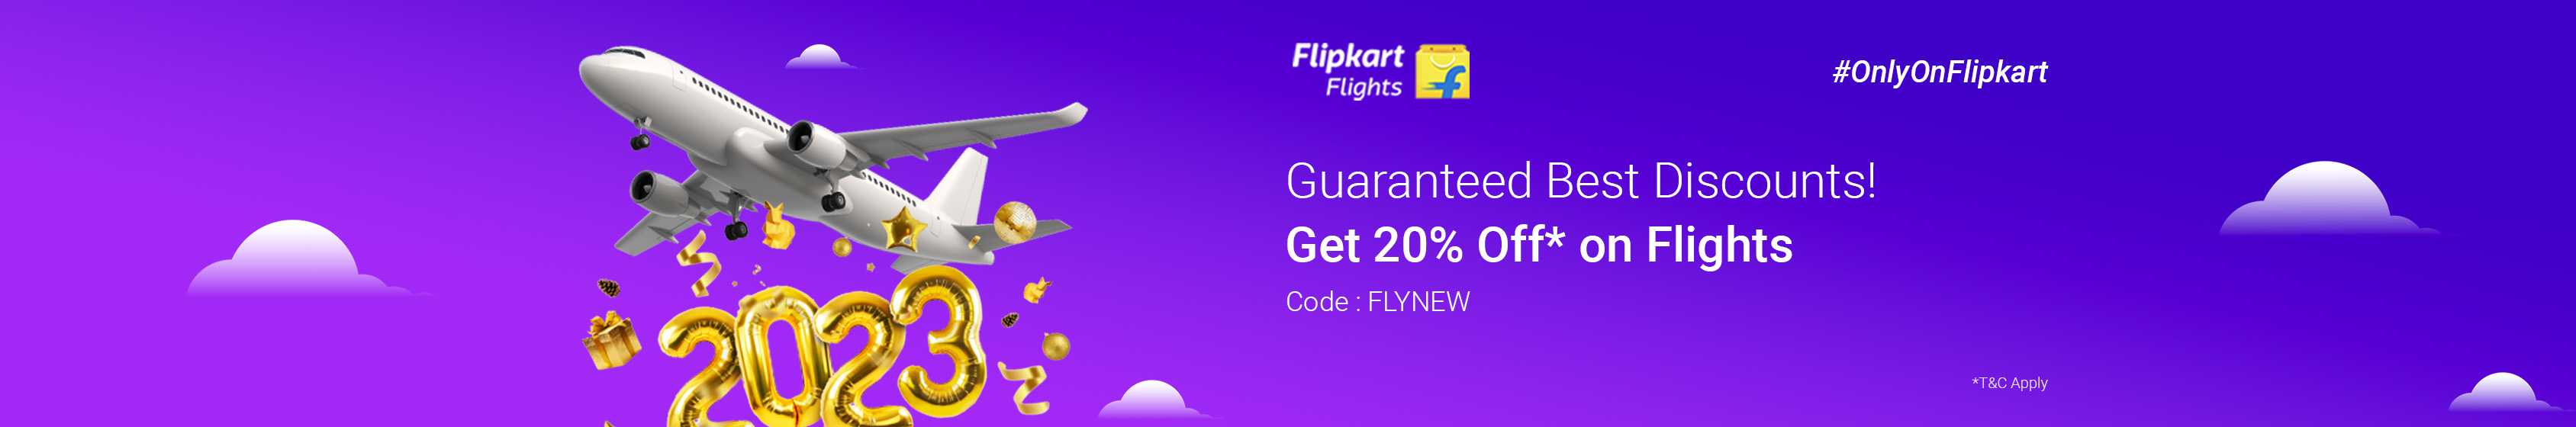 Flipkart
Flights
#OnlyOnFlipkart
Guaranteed Best Discounts!
Get 20% Off* on Flights
Code : FLYNEW
2023
*T&C Apply